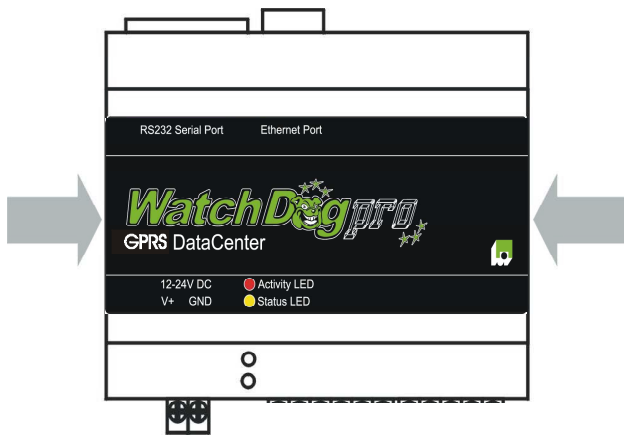 RS232 Serial Port Ethernet Port
WatchDog pro
GPRS DataCenter
12-24V DC Activity LED
V+ GND Status LED